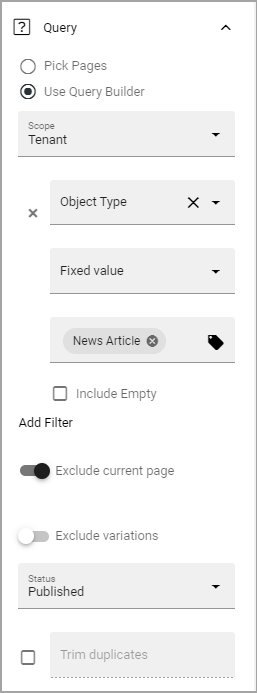 Query
Pick Pages
Use Query Builder
Scope
Tenant
Object Type
Fixed value
News Article
Include Empty
Add Filter
Exclude current page
Exclude variations
Status
Published
Trim duplicates